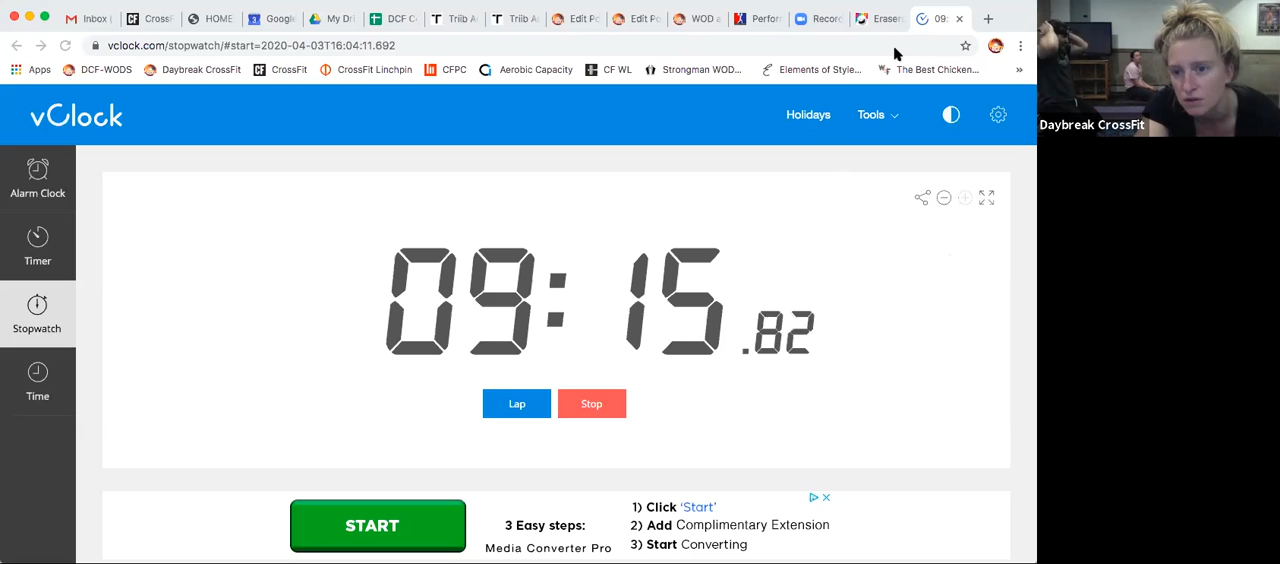 Inbox ( CrossF HOME Google My Dri DCF C Triib A Triib A Edit Po Edit Po WOD a Perform Record Eraser 09:
vclock.com/stopwatch/#start=2020-04-03T16:04:11.692
Apps DCF-WODS Daybreak CrossFit CrossFit CrossFit Linchpin CFPC Aerobic Capacity CF WL Strongman WOD... Elements of Style... The Best Chicken... »
vClock Holidays Tools
Alarm Clock
Timer
Stopwatch
Time
09:15.82
Lap Stop
START
3 Easy steps:
Media Converter Pro
1) Click 'Start'
2) Add Complimentary Extension
3) Start Converting
Daybreak CrossFit